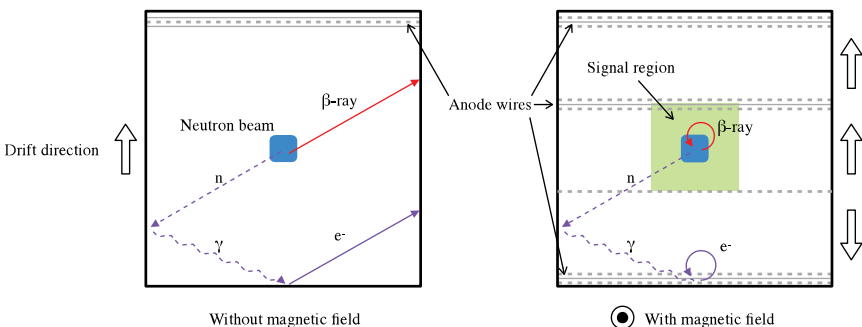 β-ray
Neutron beam
Drift direction
n
γ
e-
Without magnetic field
Anode wires
Signal region
β-ray
n
γ
e-
With magnetic field